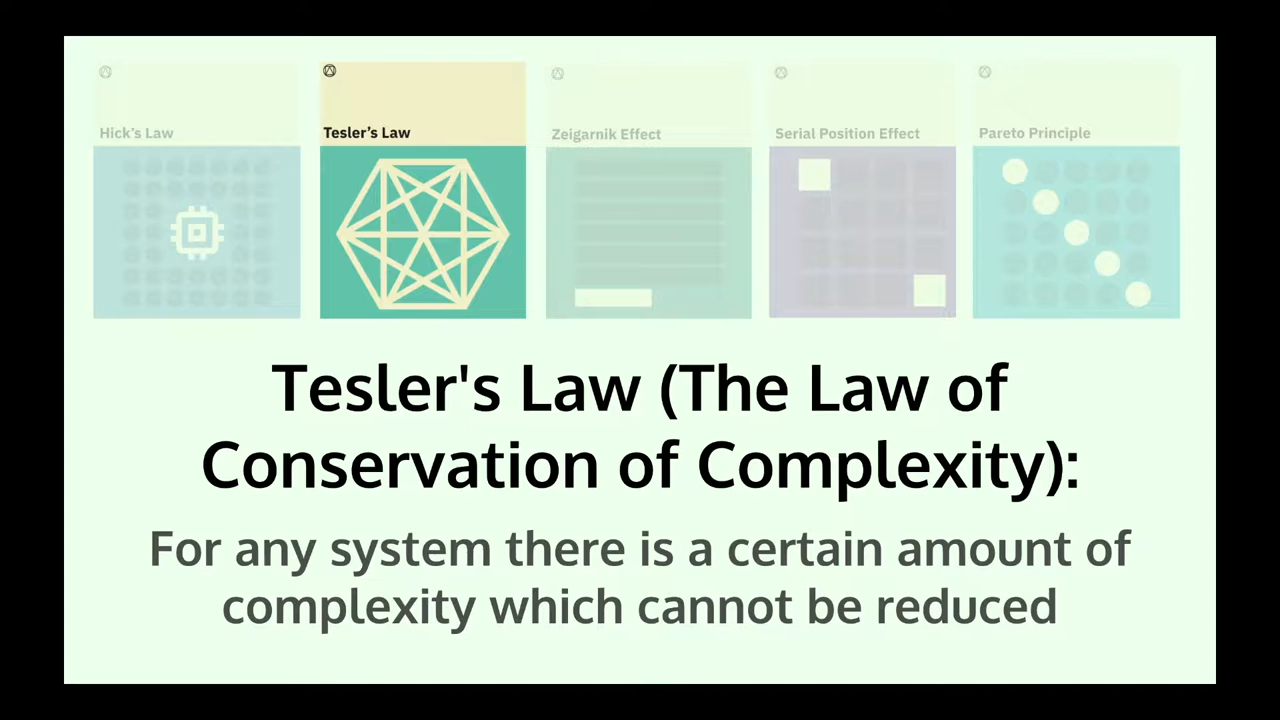 Hick's Law
Tesler's Law
Zeigarnik Effect
Serial Position Effect
Pareto Principle
Tesler's Law (The Law of
Conservation of Complexity):
For any system there is a certain amount of
complexity which cannot be reduced